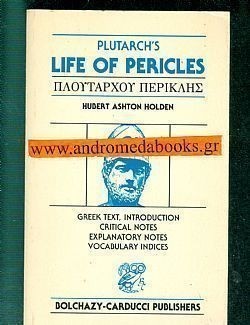 PLUTARCH'S
LIFE OF PERICLES
ΠΛΟΥΤΑΡΧΟΥ ΠΕΡΙΚΛΗΣ
HUBERT ASHTON HOLDEN
www.andromedabooks.gr
GREEK TEXT, INTRODUCTION
CRITICAL NOTES
EXPLANATORY NOTES
VOCABULARY INDICES
BOLCHAZY-CARDUCCI PUBLISHERS